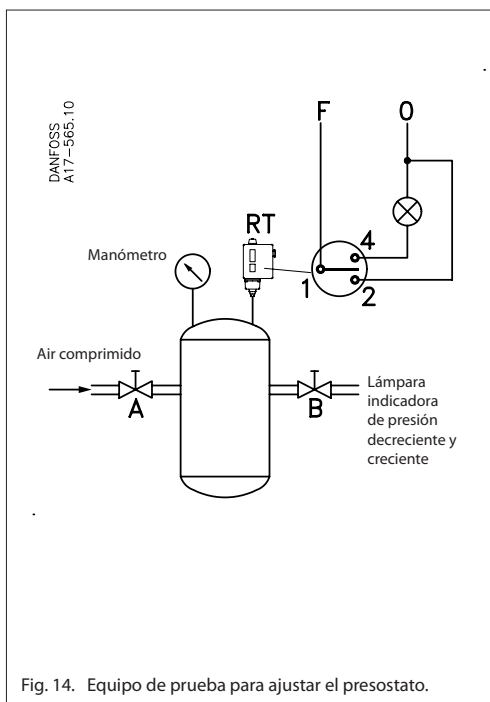 DANFOSS
A17-565.10
F
O
RT
4
1
2
Manómetro
Air comprimido
A
B
Lámpara
indicadora
de presión
decreciente y
creciente
Fig. 14. Equipo de prueba para ajustar el presostato.